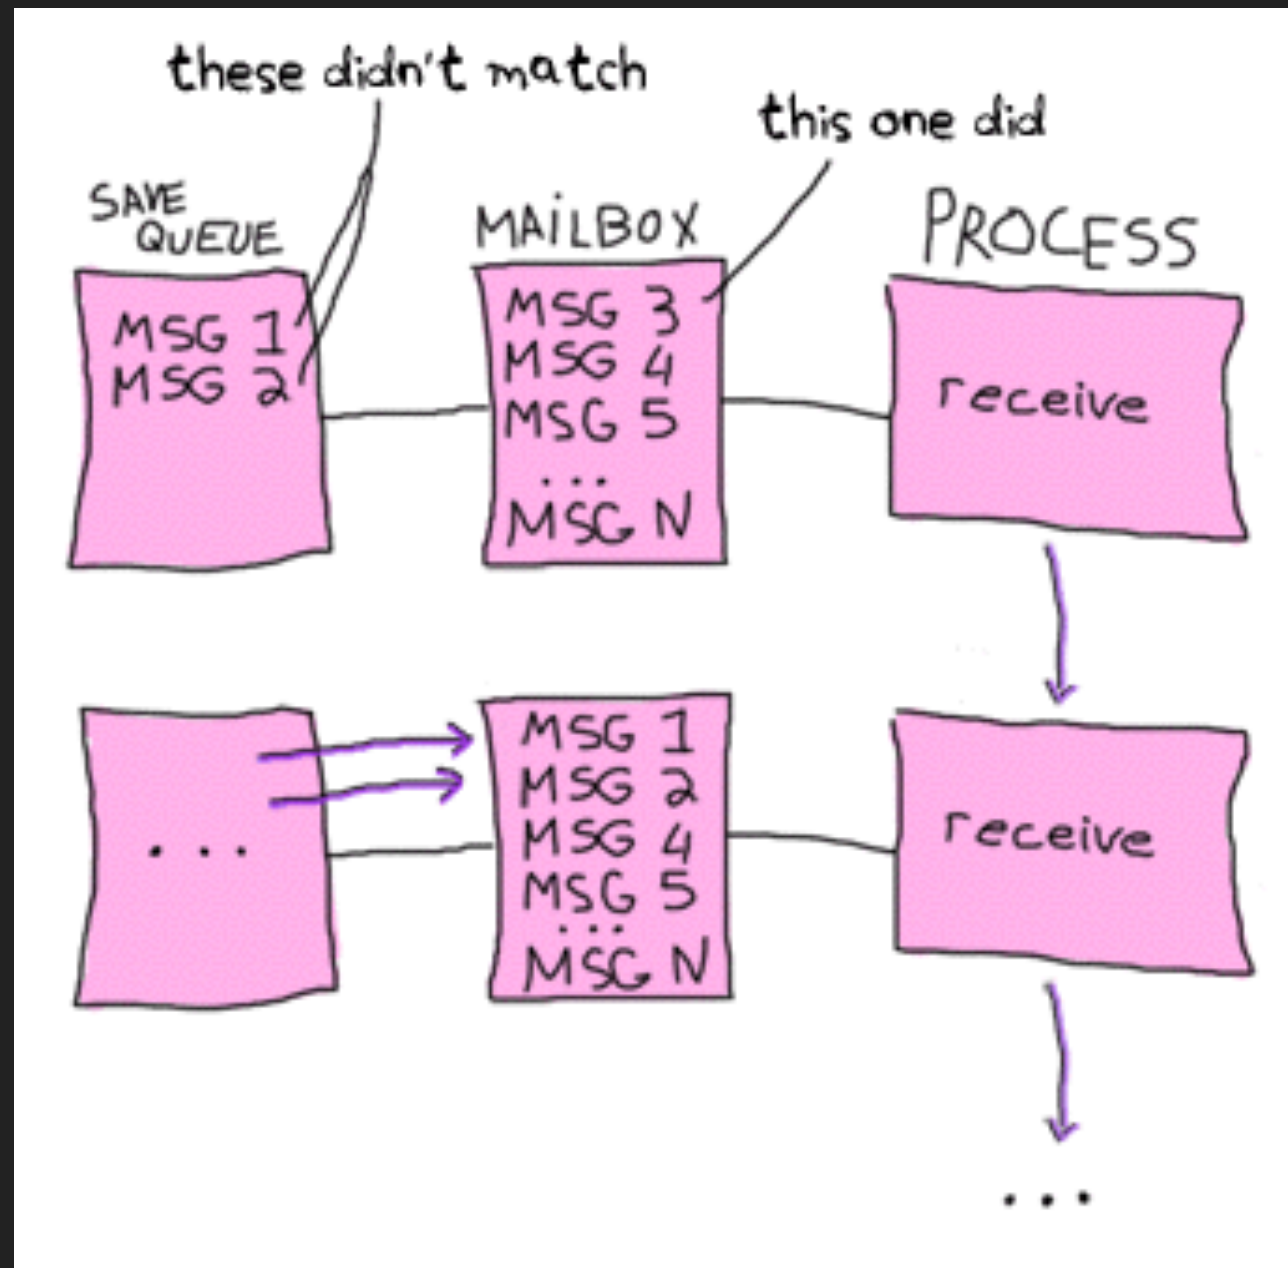 these didn't match
this one did
SAVE
QUEUE
MAiLBOX
PROCESS
MSG 1
MSG 2
MSG 3
MSG 4
MSG 5
...
MSG N
receive
...
MSG 1
MSG 2
MSG 4
MSG 5
...
MSG N
receive
...